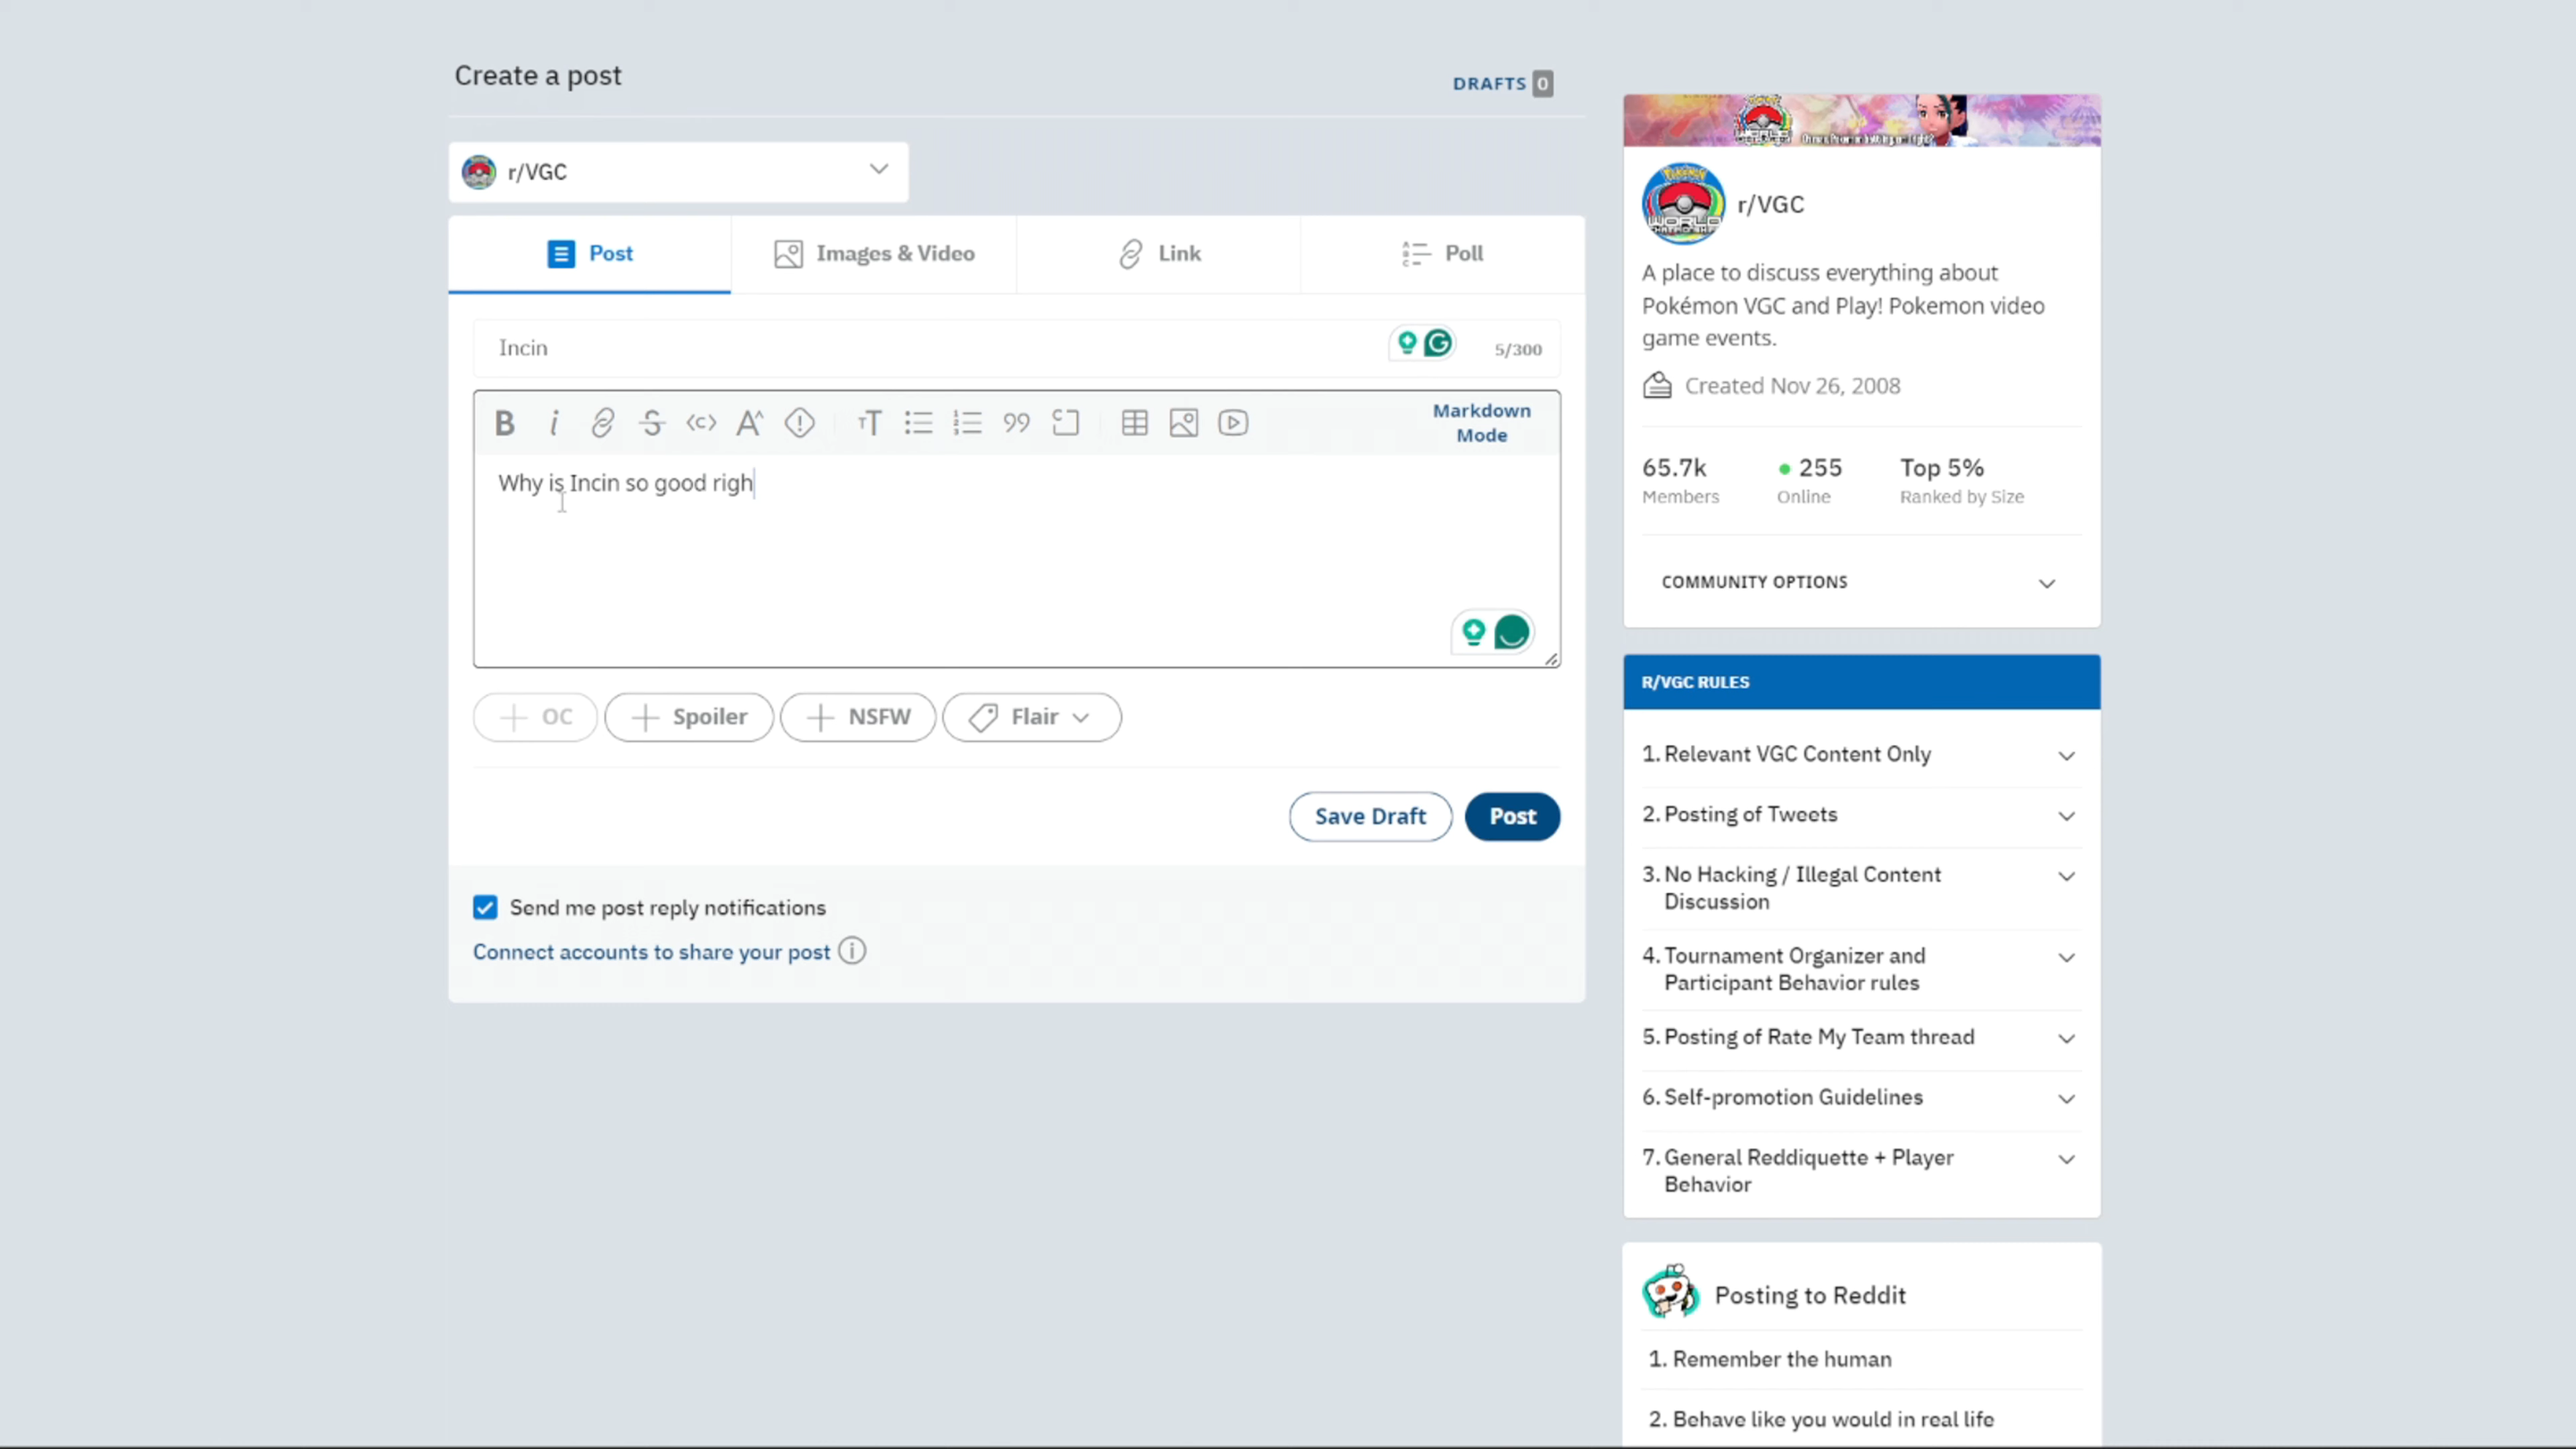 Create a post
DRAFTS 0
r/VGC
Post
Images & Video
Link
Poll
Incin
5/300
Markdown
Mode
Why is Incin so good righ
OC
Spoiler
NSFW
Flair
Save Draft
Post
Send me post reply notifications
Connect accounts to share your post
r/VGC
A place to discuss everything about
Pokémon VGC and Play! Pokemon video
game events.
Created Nov 26, 2008
65.7k
Members
255
Online
Top 5%
Ranked by Size
COMMUNITY OPTIONS
R/VGC RULES
1. Relevant VGC Content Only
2. Posting of Tweets
3. No Hacking / Illegal Content
Discussion
4. Tournament Organizer and
Participant Behavior rules
5. Posting of Rate My Team thread
6. Self-promotion Guidelines
7. General Reddiquette + Player
Behavior
Posting to Reddit
1. Remember the human
2. Behave like you would in real life